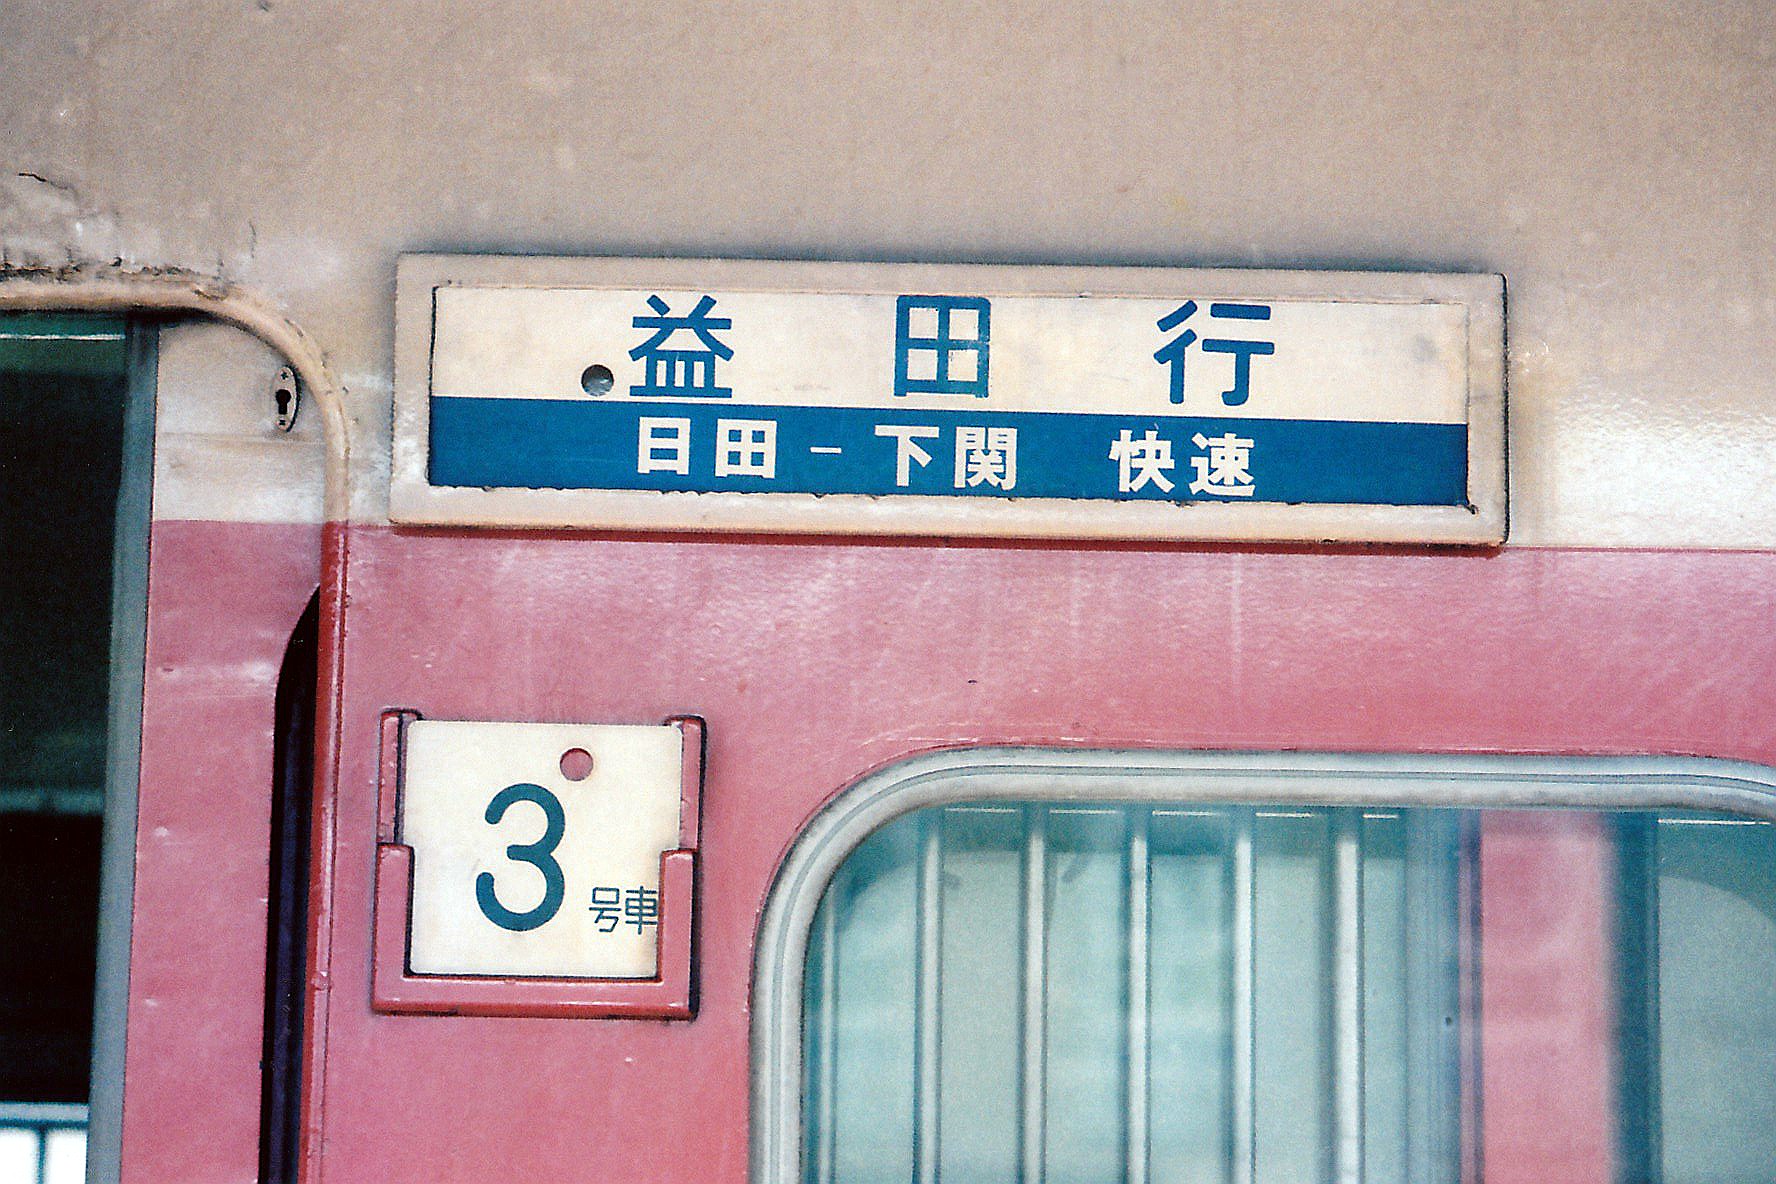 益田行
日田-下関 快速
3号車